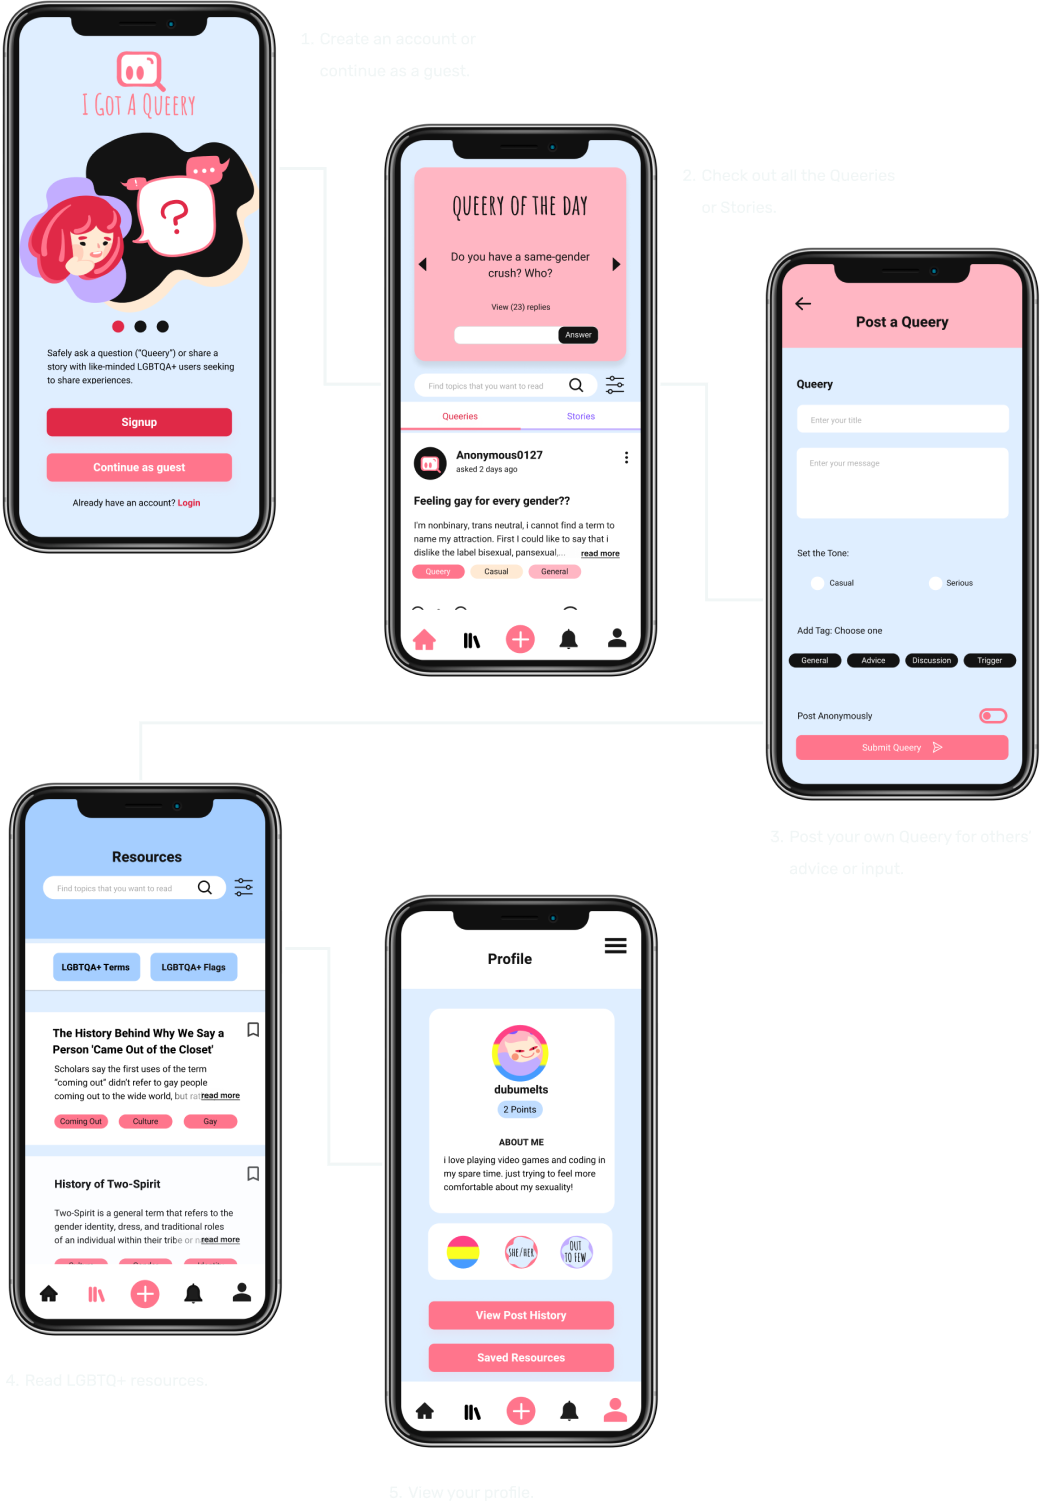 I GOT A QUEERY
?
!
Safely ask a question ("Queery") or share a
story with like-minded LGBTQA+ users seeking
to share experiences.
Signup
Continue as guest
Already have an account? Login
1. Create an account or
continue as a guest.
QUEERY OF THE DAY
Do you have a same-gender
crush? Who?
View (23) replies
Answer
Find topics that you want to read
Queeries
Stories
Anonymous0127
asked 2 days ago
Feeling gay for every gender??
I'm nonbinary, trans neutral, i cannot find a term to
name my attraction. First I could like to say that i
dislike the label bisexual, pansexual,... read more
Queery
Casual
General
2. Check out all the Queeries
or Stories.
Post a Queery
Queery
Enter your title
Enter your message
Set the Tone:
Casual
Serious
Add Tag: Choose one
General
Advice
Discussion
Trigger
Post Anonymously
Submit Queery
3. Post your own Queery for others'
advice or input.
Resources
Find topics that you want to read
LGBTQA+ Terms
LGBTQA+ Flags
The History Behind Why We Say a
Person 'Came Out of the Closet'
Scholars say the first uses of the term
"coming out" didn't refer to gay people
coming out to the wide world, but rat read more
Coming Out
Culture
Gay
History of Two-Spirit
Two-Spirit is a general term that refers to the
gender identity, dress, and traditional roles
of an individual within their tribe or n read more
4. Read LGBTQ+ resources.
Profile
dubumelts
2 Points
ABOUT ME
i love playing video games and coding in
my spare time. just trying to feel more
comfortable about my sexuality!
SHE/HER
OUT
TO FEW
View Post History
Saved Resources
5. View your profile.